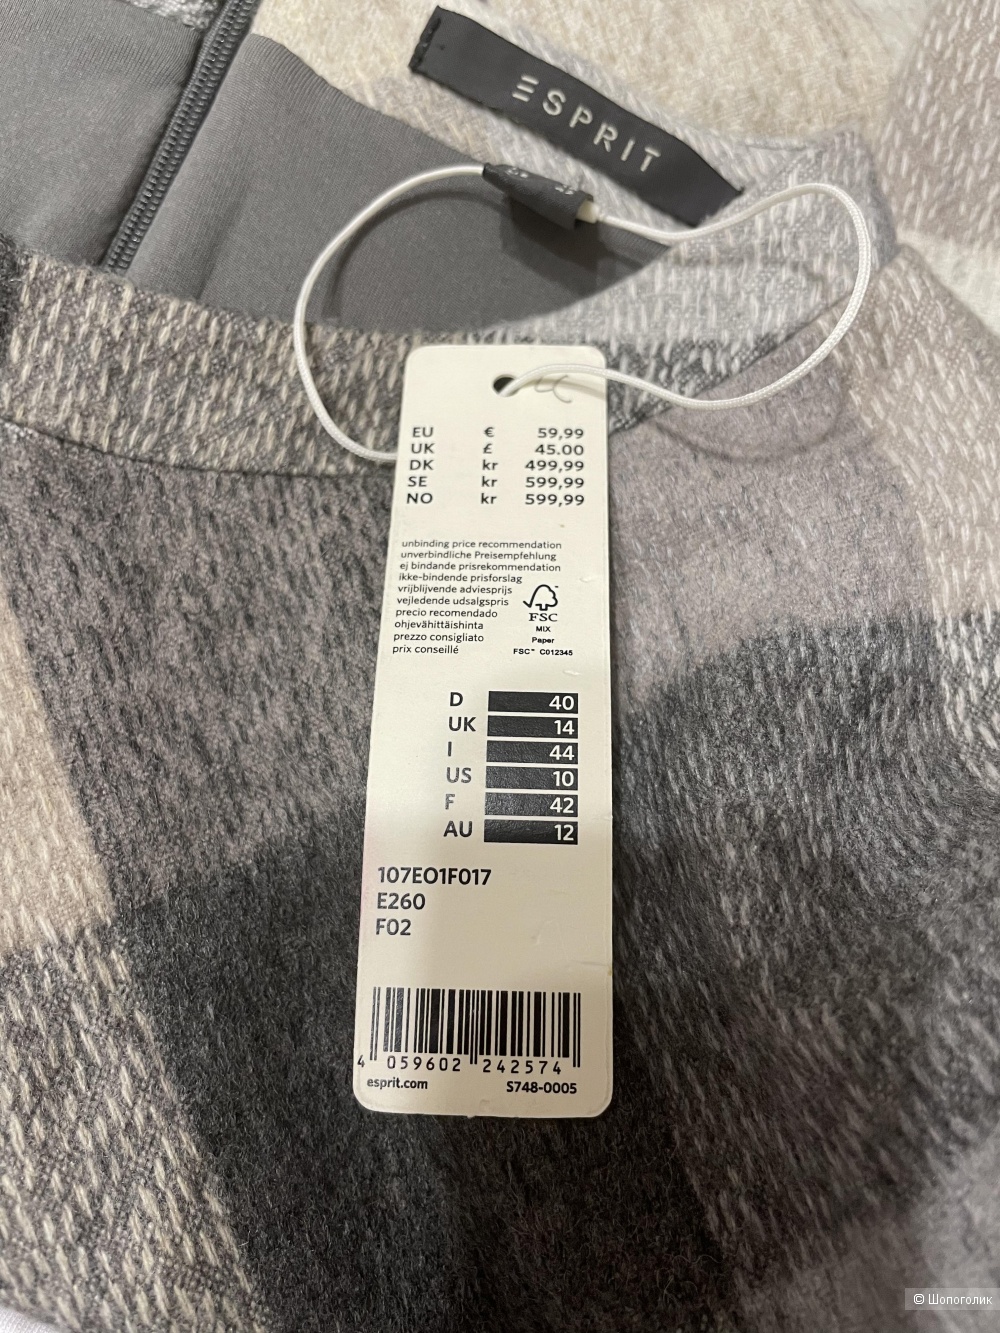 ESPRIT
EU € 59,99
UK £ 45.00
DK kr 499,99
SE kr 599,99
NO kr 599,99
unbinding price recommendation
unverbindliche Preisempfehlung
ej bindande prisrekommendation
ikke-bindende prisforslag
vrijblijvende adviesprijs
vejledende udsalgspris
precio recomendado
ohjevähittäishinta
prezzo consigliato
prix conseillé
FSC
MIX
Paper
FSC™ C012345
D 40
UK 14
I 44
US 10
F 42
AU 12
107EO1F017
E260
F02
4 059602 242574
esprit.com S748-0005
© Шопоголик